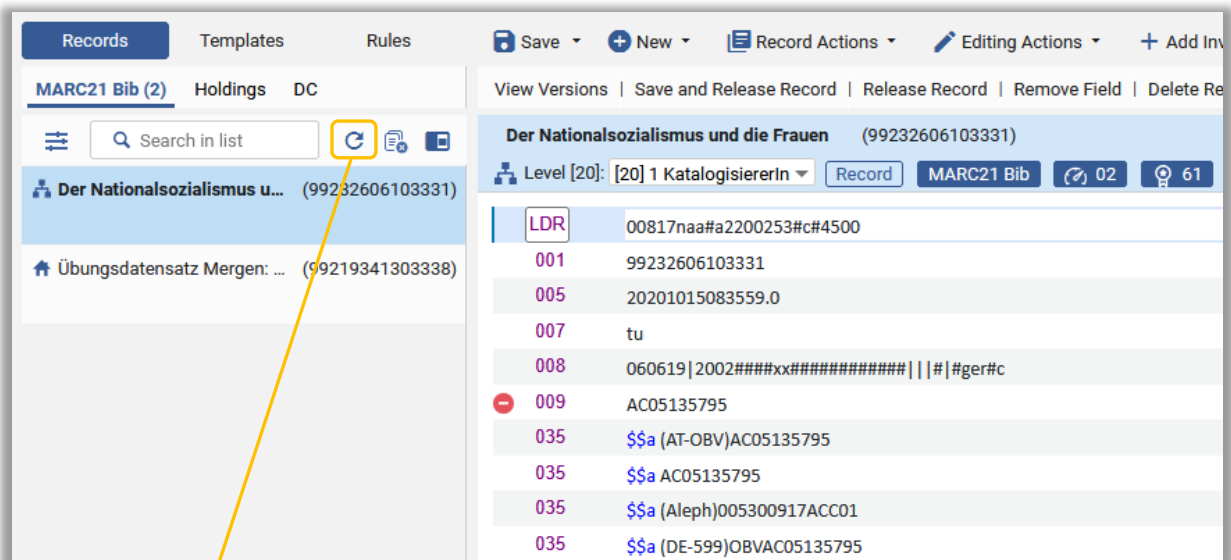 Records Templates Rules
Save New Record Actions Editing Actions + Add Inv
MARC21 Bib (2) Holdings DC
View Versions | Save and Release Record | Release Record | Remove Field | Delete Re
Search in list
Der Nationalsozialismus und die Frauen (99232606103331)
Level [20]: [20] 1 KatalogisiererIn Record MARC21 Bib 02 61
Der Nationalsozialismus u... (99232606103331)
Übungsdatensatz Mergen: ... (99219341303338)
LDR 00817naa#a2200253#c#4500
001 99232606103331
005 20201015083559.0
007 tu
008 060619|2002####xx############|||#|#ger#c
009 AC05135795
035 $$a (AT-OBV)AC05135795
035 $$a AC05135795
035 $$a (Aleph)005300917ACC01
035 $$a (DE-599)OBVAC05135795